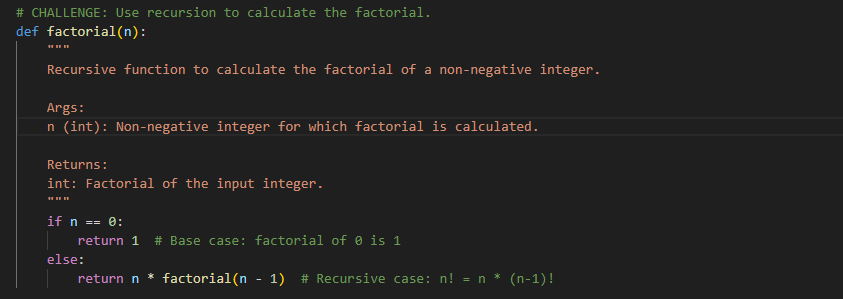 # CHALLENGE: Use recursion to calculate the factorial.
def factorial(n):
    """
    Recursive function to calculate the factorial of a non-negative integer.

    Args:
    n (int): Non-negative integer for which factorial is calculated.

    Returns:
    int: Factorial of the input integer.
    """
    if n == 0:
        return 1  # Base case: factorial of 0 is 1
    else:
        return n * factorial(n - 1)  # Recursive case: n! = n * (n-1)!